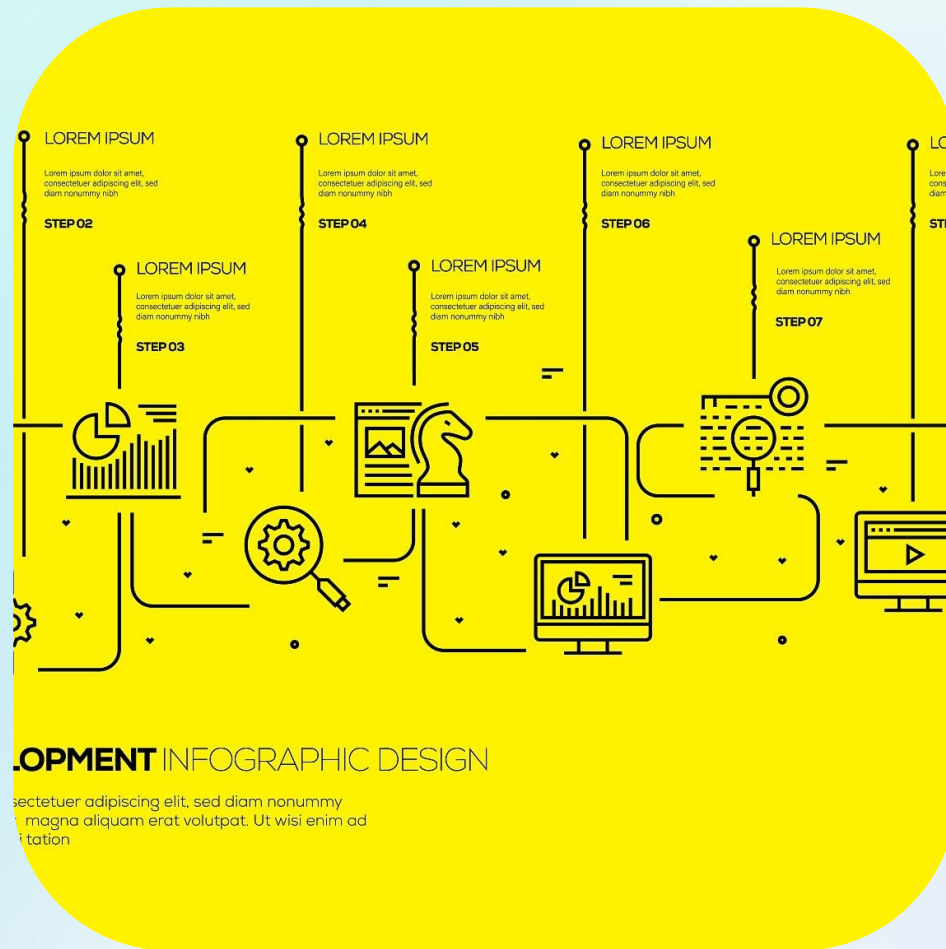 LOREM IPSUM
Lorem ipsum dolor sit amet,
consectetuer adipiscing elit, sed
diam nonummy nibh
STEP 02
LOREM IPSUM
Lorem ipsum dolor sit amet,
consectetuer adipiscing elit, sed
diam nonummy nibh
STEP 03
LOREM IPSUM
Lorem ipsum dolor sit amet,
consectetuer adipiscing elit, sed
diam nonummy nibh
STEP 04
LOREM IPSUM
Lorem ipsum dolor sit amet,
consectetuer adipiscing elit, sed
diam nonummy nibh
STEP 05
LOREM IPSUM
Lorem ipsum dolor sit amet,
consectetuer adipiscing elit, sed
diam nonummy nibh
STEP 06
LOREM IPSUM
Lorem ipsum dolor sit amet,
consectetuer adipiscing elit, sed
diam nonummy nibh
STEP 07
LOPMENT INFOGRAPHIC DESIGN
sectetuer adipiscing elit, sed diam nonummy
magna aliquam erat volutpat. Ut wisi enim ad
tation